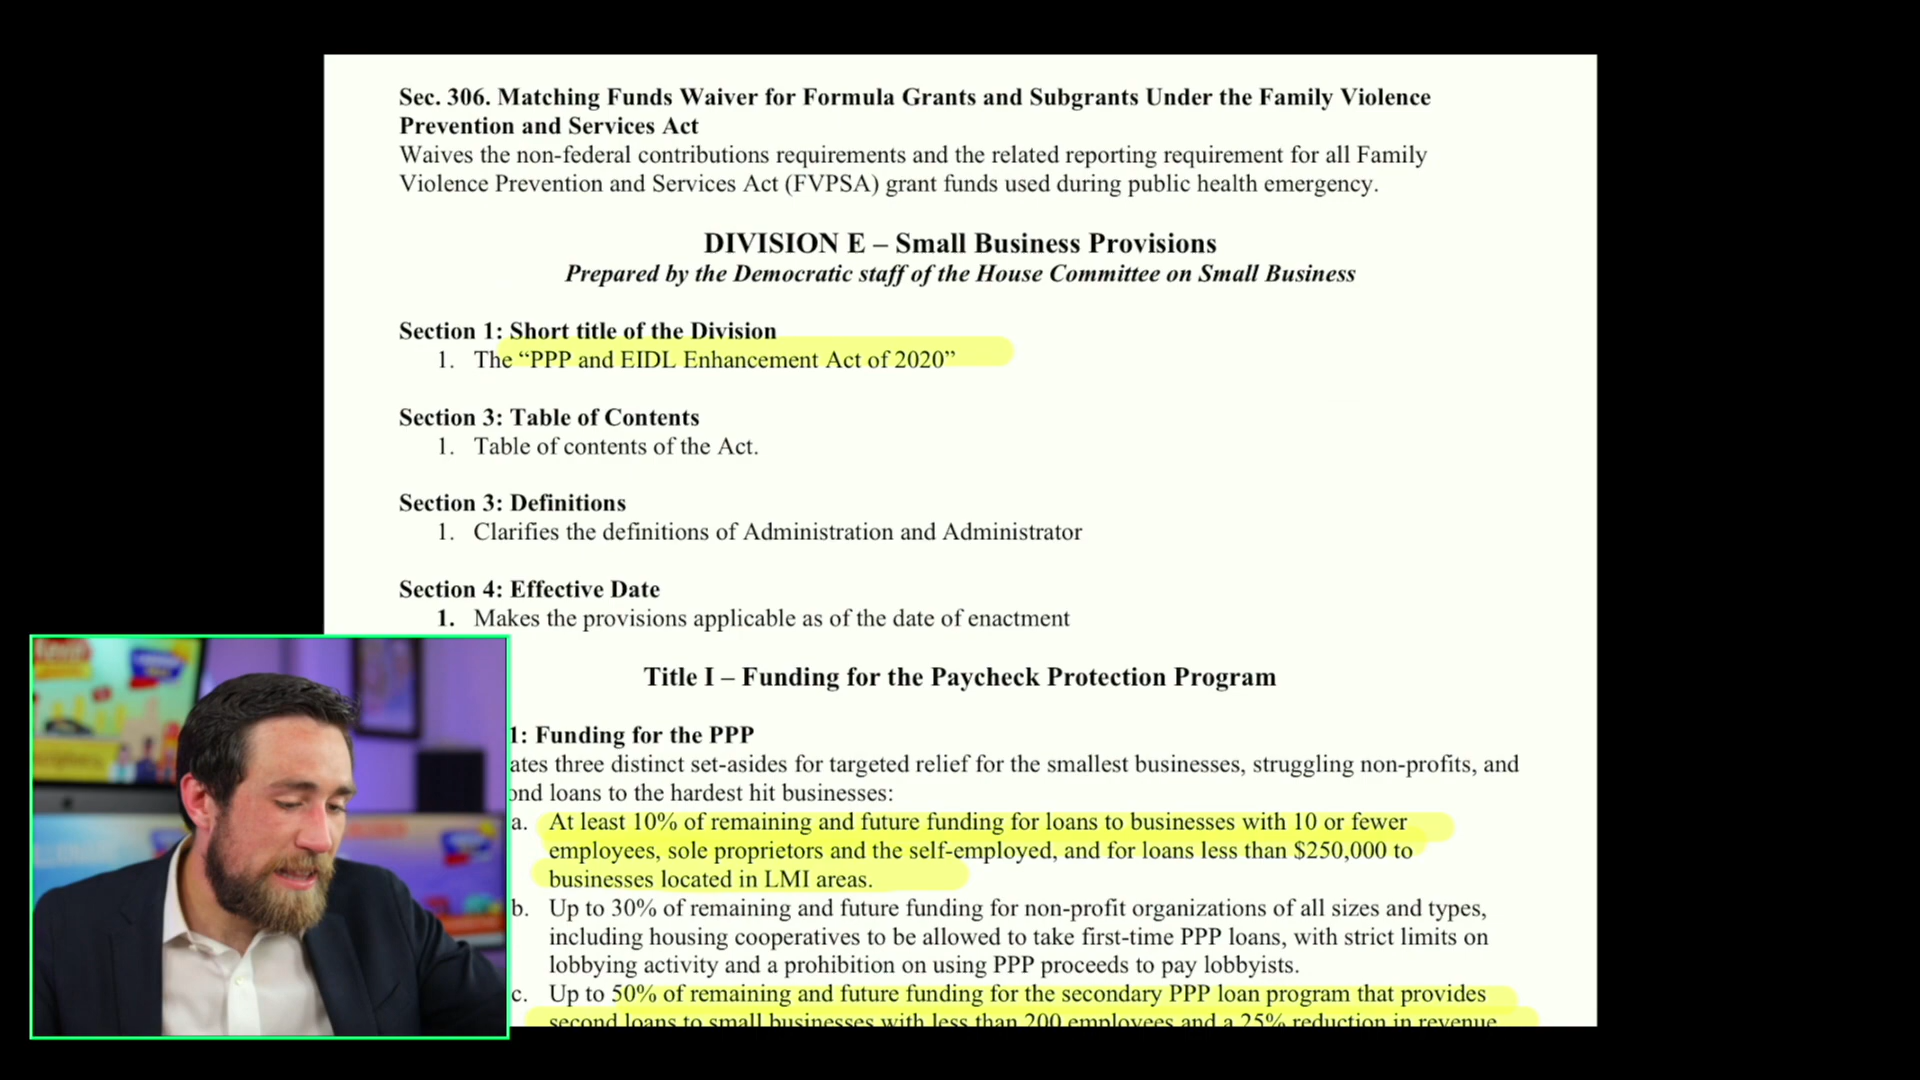 Sec. 306. Matching Funds Waiver for Formula Grants and Subgrants Under the Family Violence
Prevention and Services Act
Waives the non-federal contributions requirements and the related reporting requirement for all Family
Violence Prevention and Services Act (FVPSA) grant funds used during public health emergency.
DIVISION E – Small Business Provisions
Prepared by the Democratic staff of the House Committee on Small Business
Section 1: Short title of the Division
1. The “PPP and EIDL Enhancement Act of 2020”
Section 3: Table of Contents
1. Table of contents of the Act.
Section 3: Definitions
1. Clarifies the definitions of Administration and Administrator
Section 4: Effective Date
1. Makes the provisions applicable as of the date of enactment
Title I – Funding for the Paycheck Protection Program
1: Funding for the PPP
ates three distinct set-asides for targeted relief for the smallest businesses, struggling non-profits, and
ond loans to the hardest hit businesses:
a. At least 10% of remaining and future funding for loans to businesses with 10 or fewer
employees, sole proprietors and the self-employed, and for loans less than $250,000 to
businesses located in LMI areas.
b. Up to 30% of remaining and future funding for non-profit organizations of all sizes and types,
including housing cooperatives to be allowed to take first-time PPP loans, with strict limits on
lobbying activity and a prohibition on using PPP proceeds to pay lobbyists.
c. Up to 50% of remaining and future funding for the secondary PPP loan program that provides
second loans to small businesses with less than 200 employees and a 25% reduction in revenue